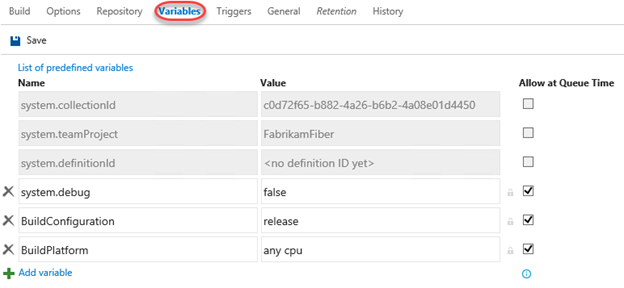 Build Options Repository Variables Triggers General Retention History
Save
List of predefined variables
Name Value Allow at Queue Time
system.collectionId c0d72f65-b882-4a26-b6b2-4a08e01d4450
system.teamProject FabrikamFiber
system.definitionId <no definition ID yet>
system.debug false
BuildConfiguration release
BuildPlatform any cpu
Add variable